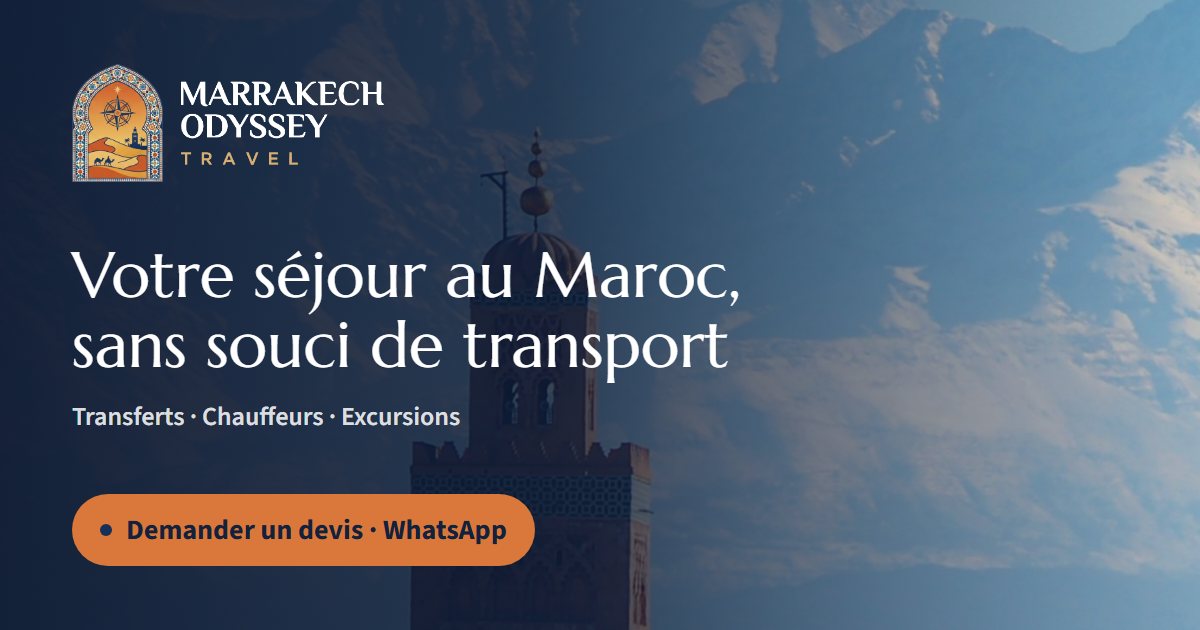 MARRAKECH
ODYSSEY
TRAVEL
Votre séjour au Maroc,
sans souci de transport
Transferts · Chauffeurs · Excursions
Demander un devis · WhatsApp